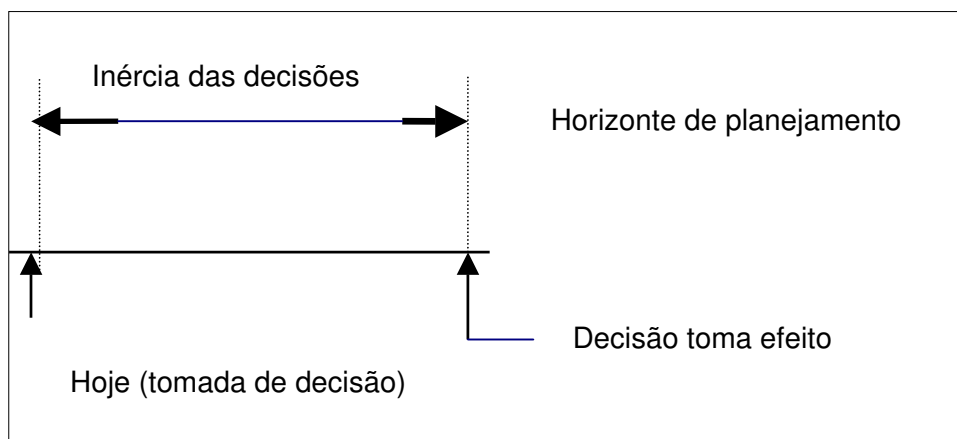 Inércia das decisões
Horizonte de planejamento
Decisão toma efeito
Hoje (tomada de decisão)